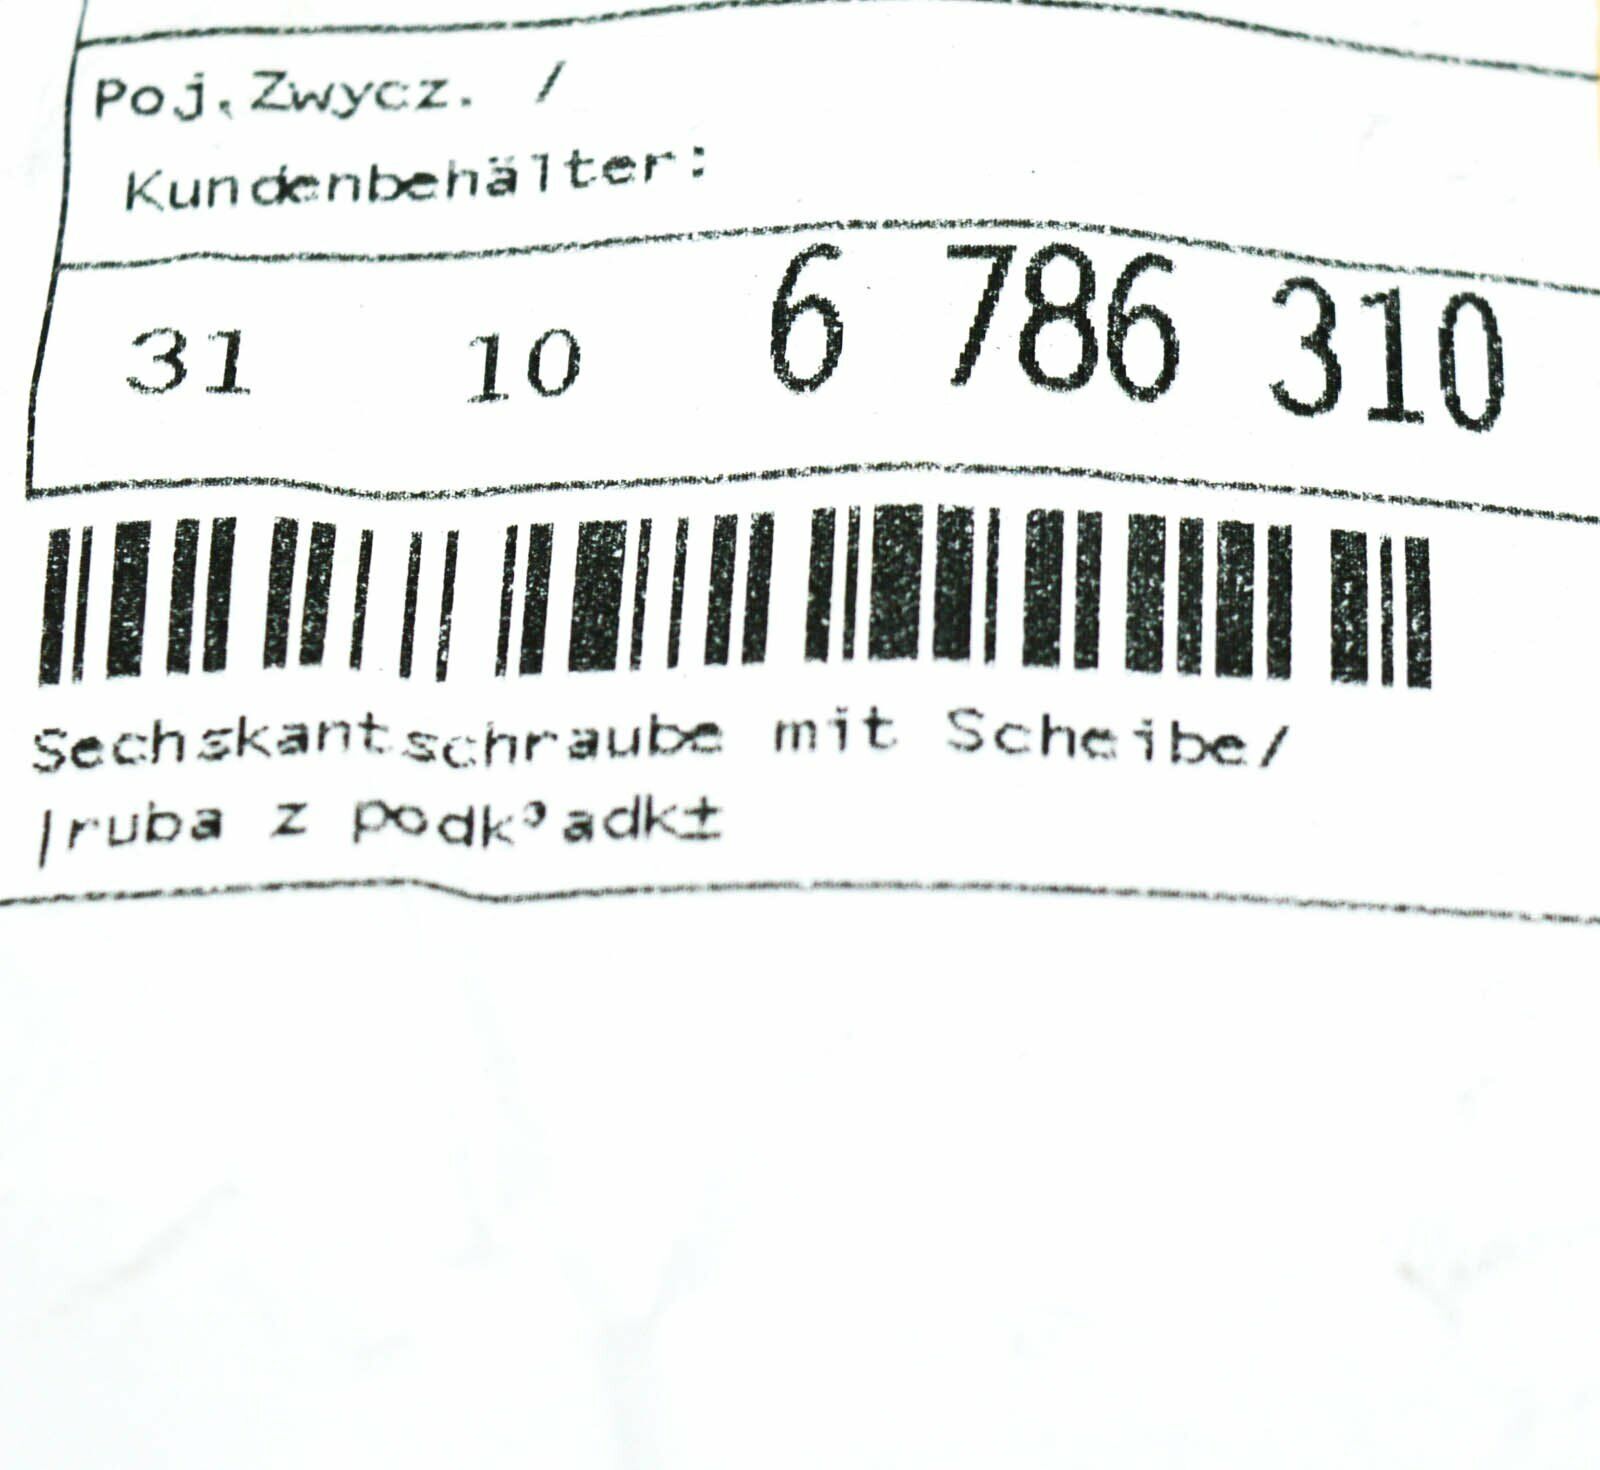 Poj.Zwycz. /
Kundenbehälter:
31 10 6 786 310
Sechskantschraube mit Scheibe/
|ruba z podk³adk±